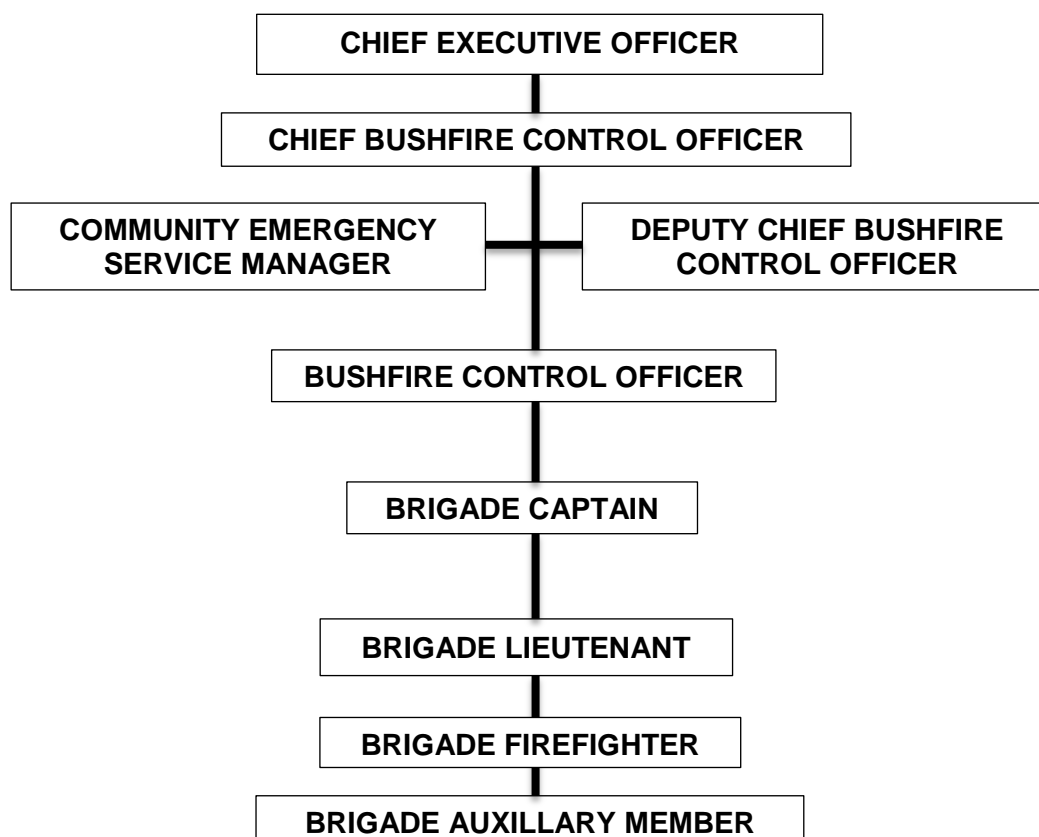 CHIEF EXECUTIVE OFFICER
CHIEF BUSHFIRE CONTROL OFFICER
COMMUNITY EMERGENCY
SERVICE MANAGER
DEPUTY CHIEF BUSHFIRE
CONTROL OFFICER
BUSHFIRE CONTROL OFFICER
BRIGADE CAPTAIN
BRIGADE LIEUTENANT
BRIGADE FIREFIGHTER
BRIGADE AUXILLARY MEMBER